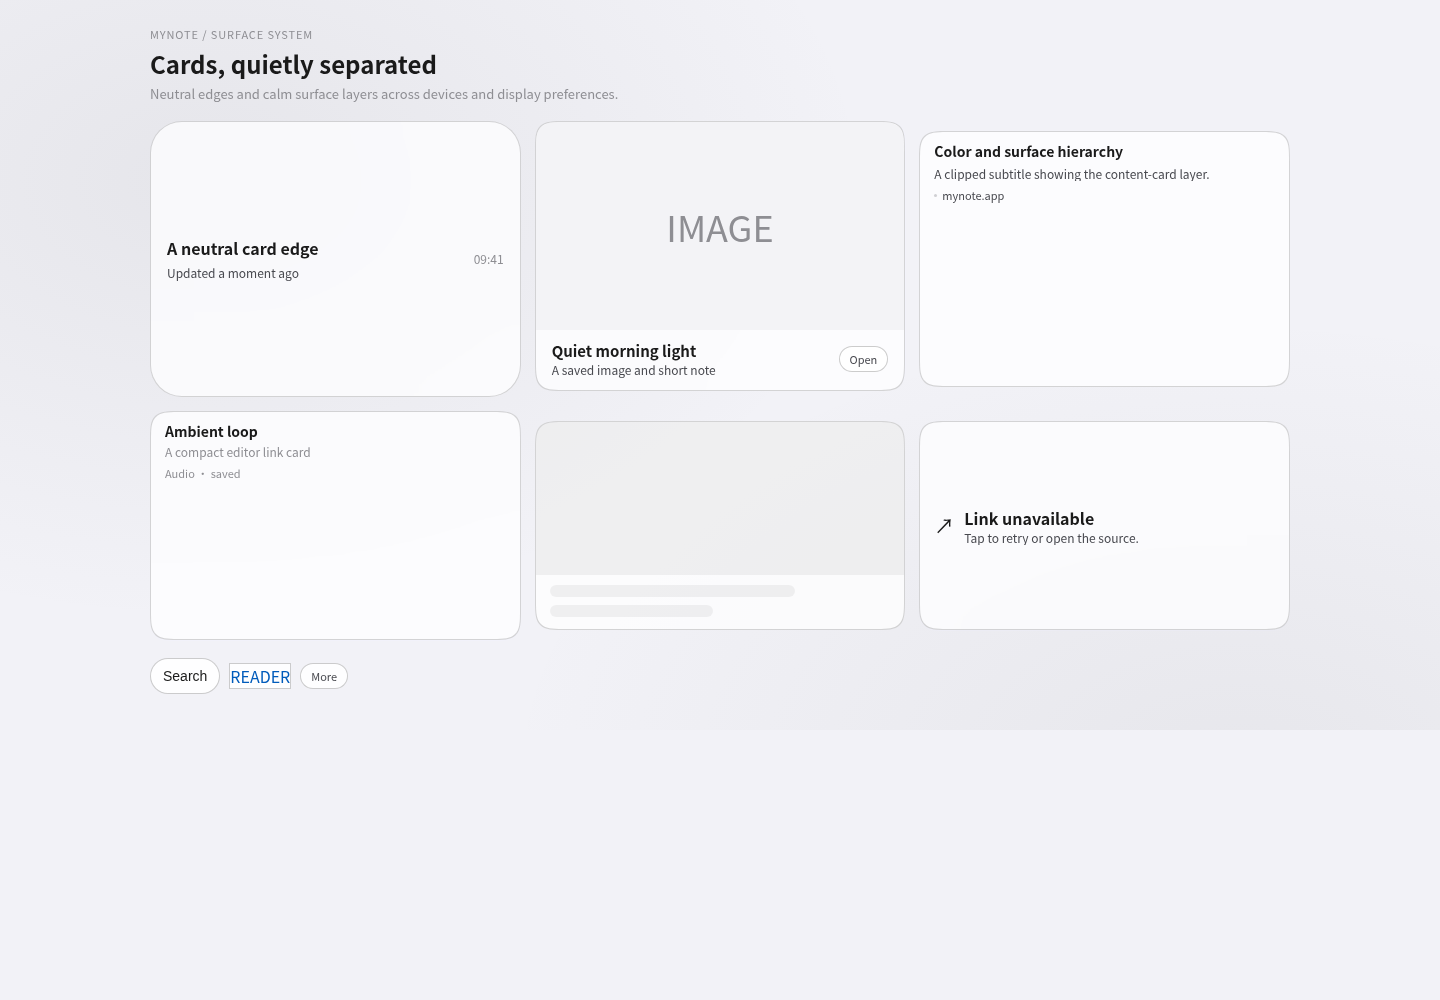 MYNOTE / SURFACE SYSTEM
Cards, quietly separated
Neutral edges and calm surface layers across devices and display preferences.
A neutral card edge
Updated a moment ago
09:41
IMAGE
Quiet morning light
A saved image and short note
Open
Color and surface hierarchy
A clipped subtitle showing the content-card layer.
mynote.app
Ambient loop
A compact editor link card
Audio • saved
↗ Link unavailable
Tap to retry or open the source.
Search
READER
More